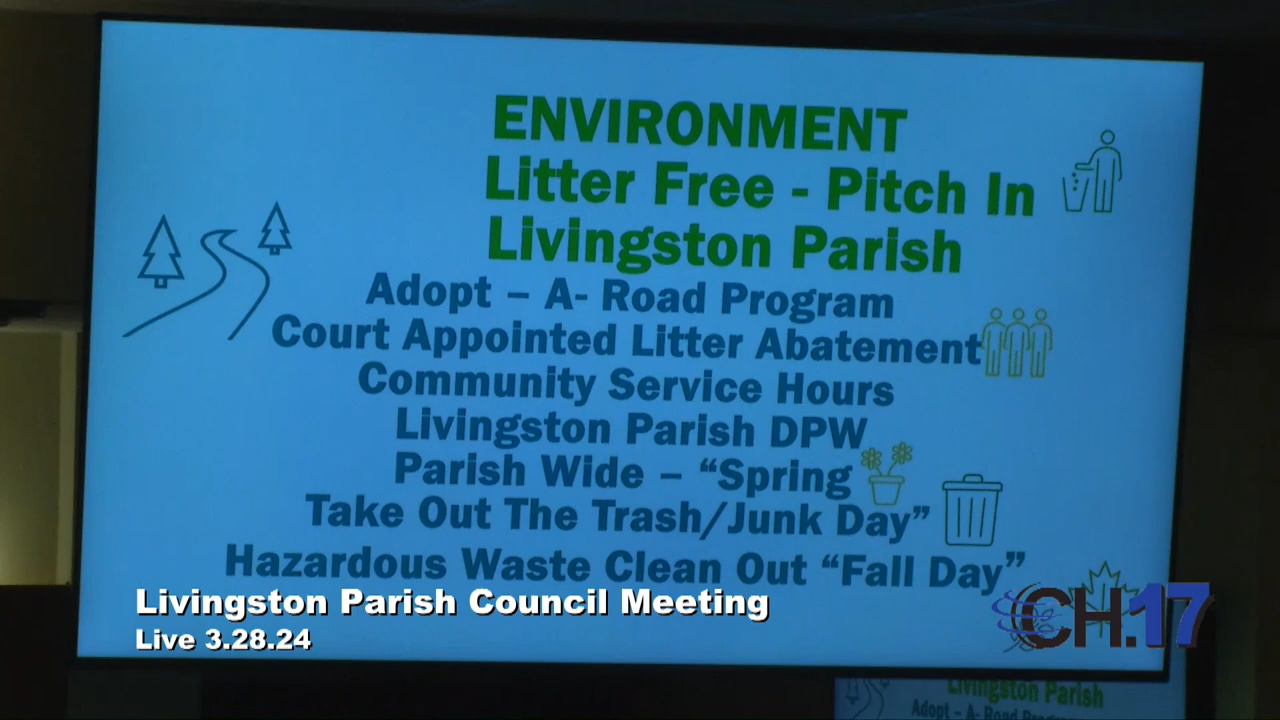 ENVIRONMENT
Litter Free - Pitch In
Livingston Parish
Adopt – A- Road Program
Court Appointed Litter Abatement
Community Service Hours
Livingston Parish DPW
Parish Wide – “Spring
Take Out The Trash/Junk Day”
Hazardous Waste Clean Out “Fall Day”
Livingston Parish Council Meeting
Live 3.28.24
CH.17
Livingston Parish
Adopt – A- Road